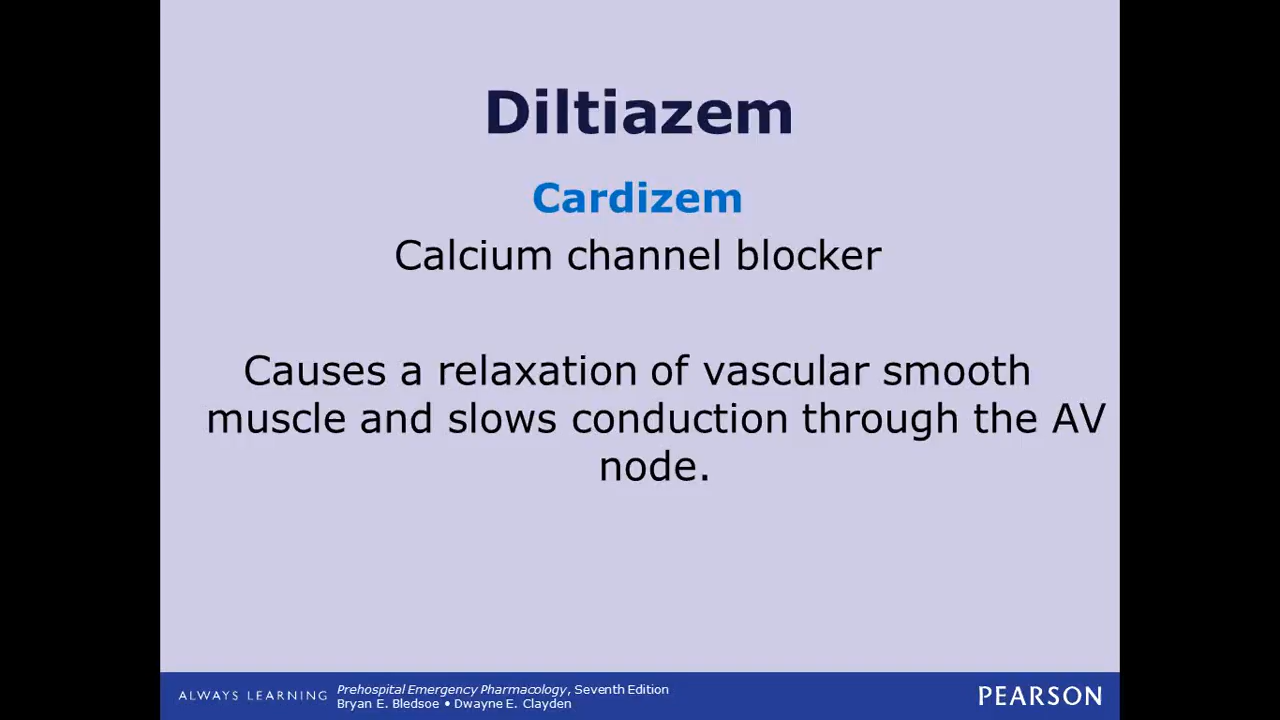 Diltiazem
Cardizem
Calcium channel blocker
Causes a relaxation of vascular smooth
muscle and slows conduction through the AV
node.
ALWAYS LEARNING
Prehospital Emergency Pharmacology, Seventh Edition
Bryan E. Bledsoe • Dwayne E. Clayden
PEARSON